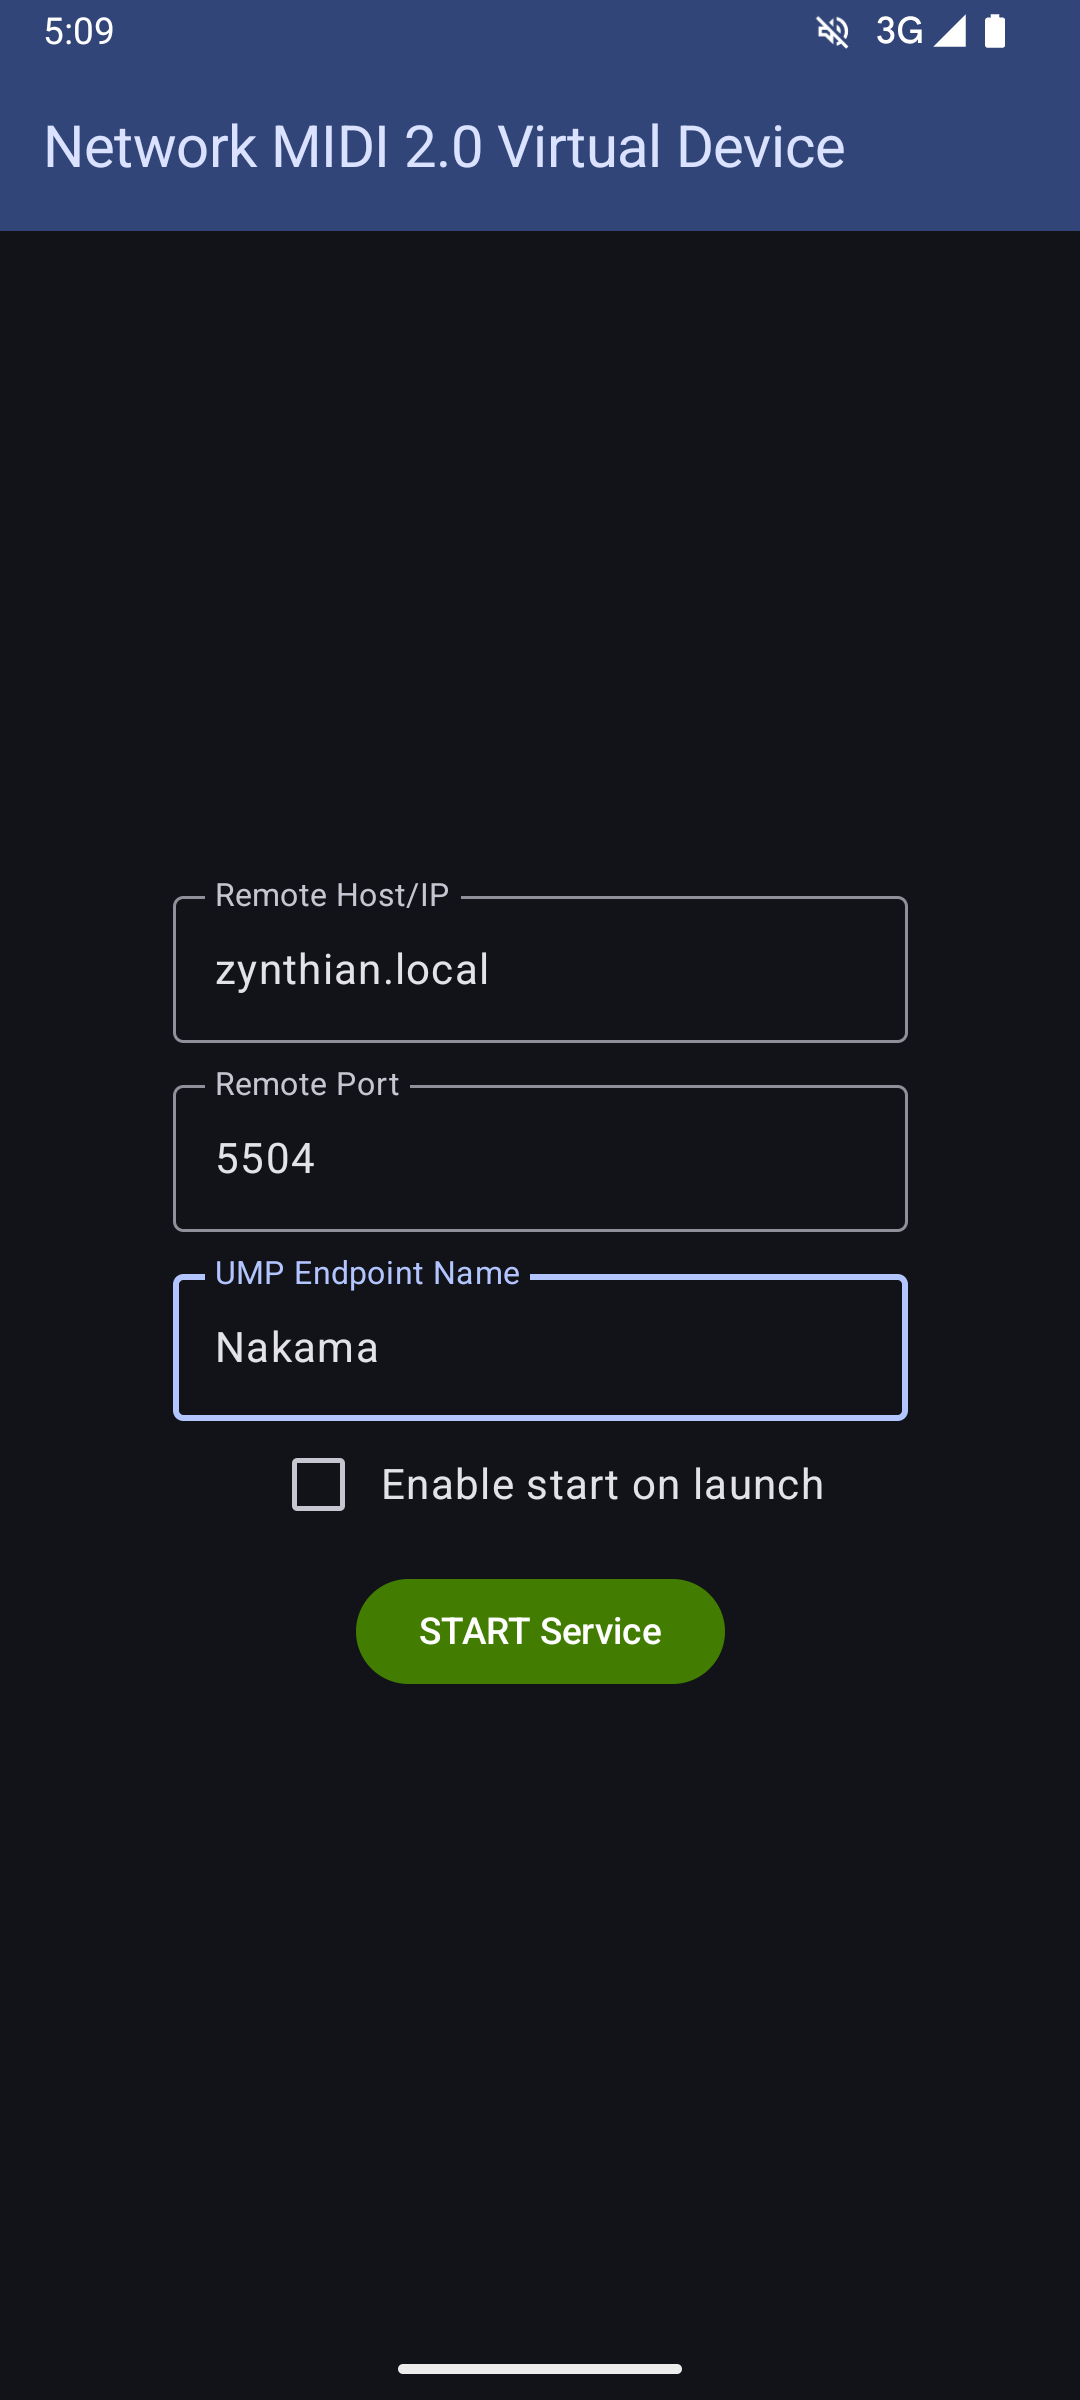 5:09
3G
Network MIDI 2.0 Virtual Device
Remote Host/IP
zynthian.local
Remote Port
5504
UMP Endpoint Name
Nakama
Enable start on launch
START Service